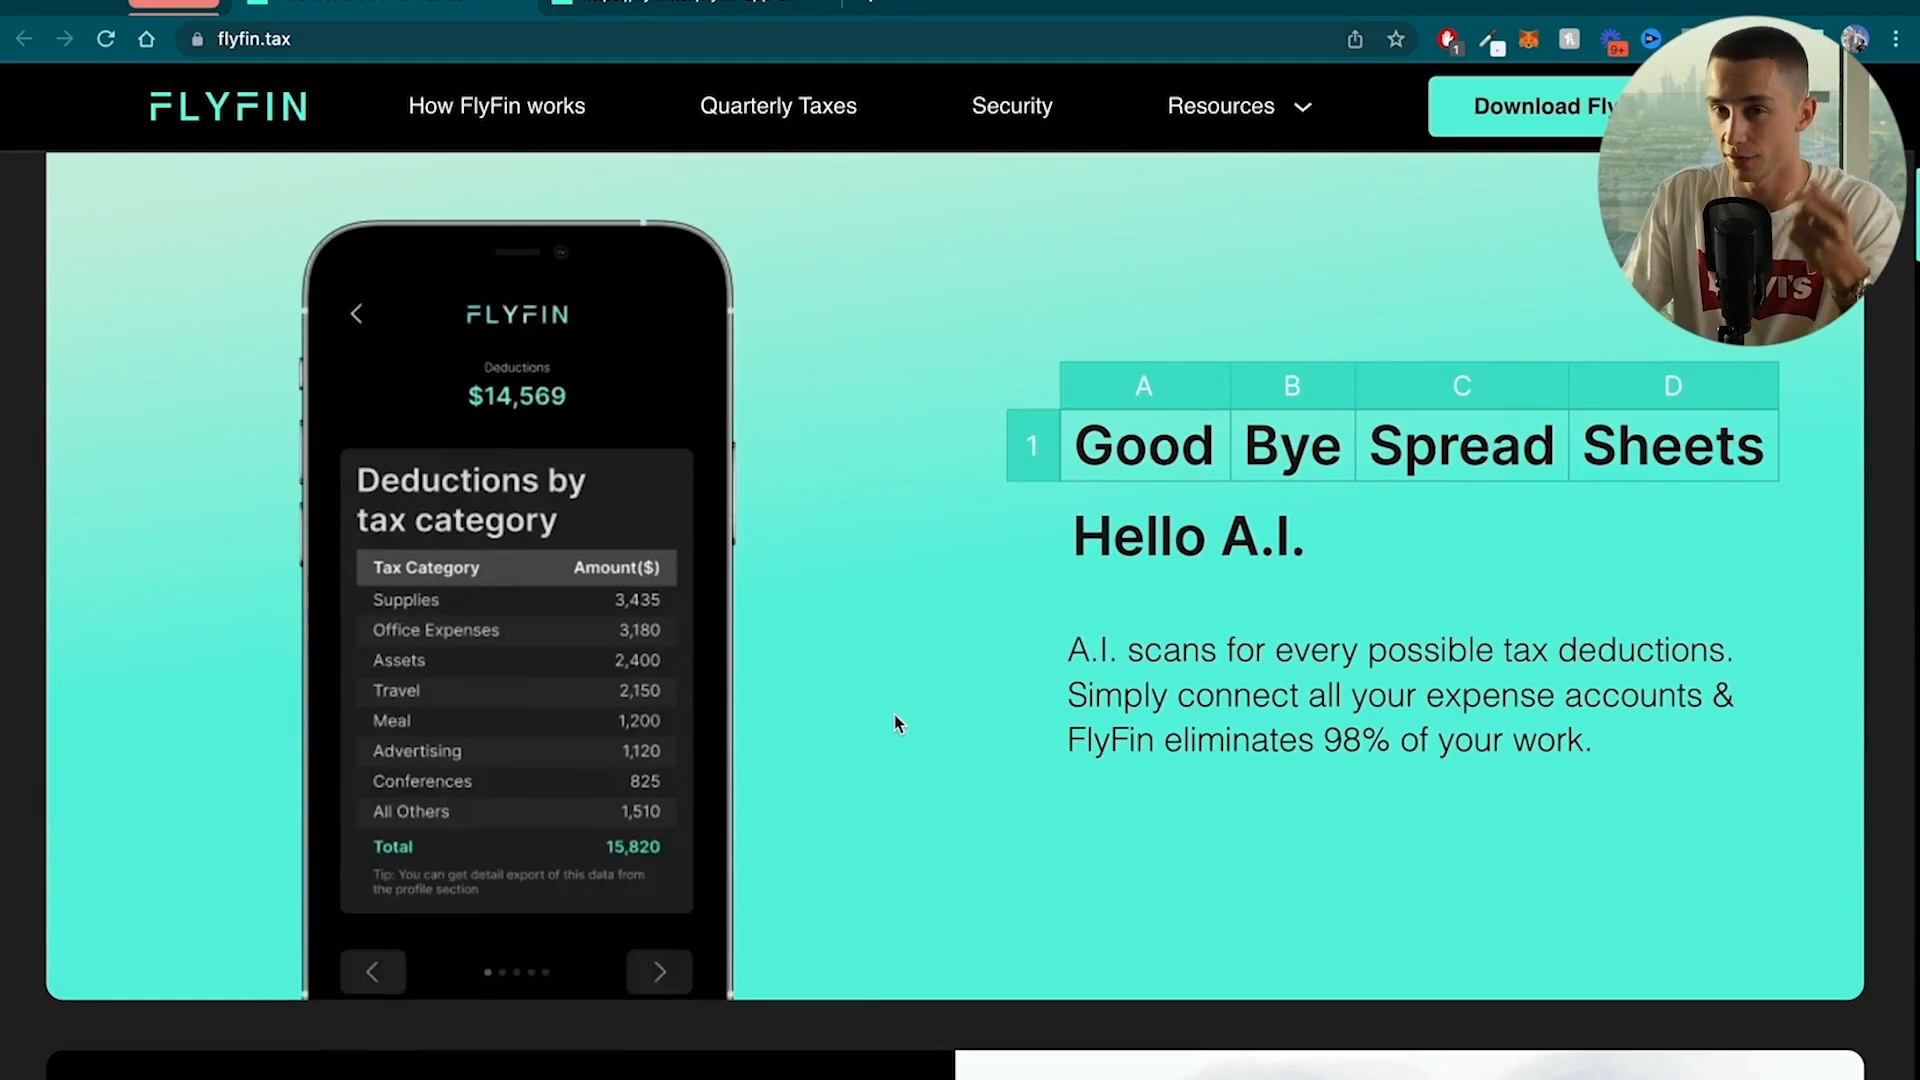 flyfin.tax
1
9+
FLYFIN
How FlyFin works
Quarterly Taxes
Security
Resources
Download Fly
FLYFIN
Deductions
$14,569
Deductions by
tax category
Tax Category Amount($)
Supplies 3,435
Office Expenses 3,180
Assets 2,400
Travel 2,150
Meal 1,200
Advertising 1,120
Conferences 825
All Others 1,510
Total 15,820
Tip: You can get detail export of this data from
the profile section
A B C D
1 Good Bye Spread Sheets
Hello A.I.
A.I. scans for every possible tax deductions.
Simply connect all your expense accounts &
FlyFin eliminates 98% of your work.